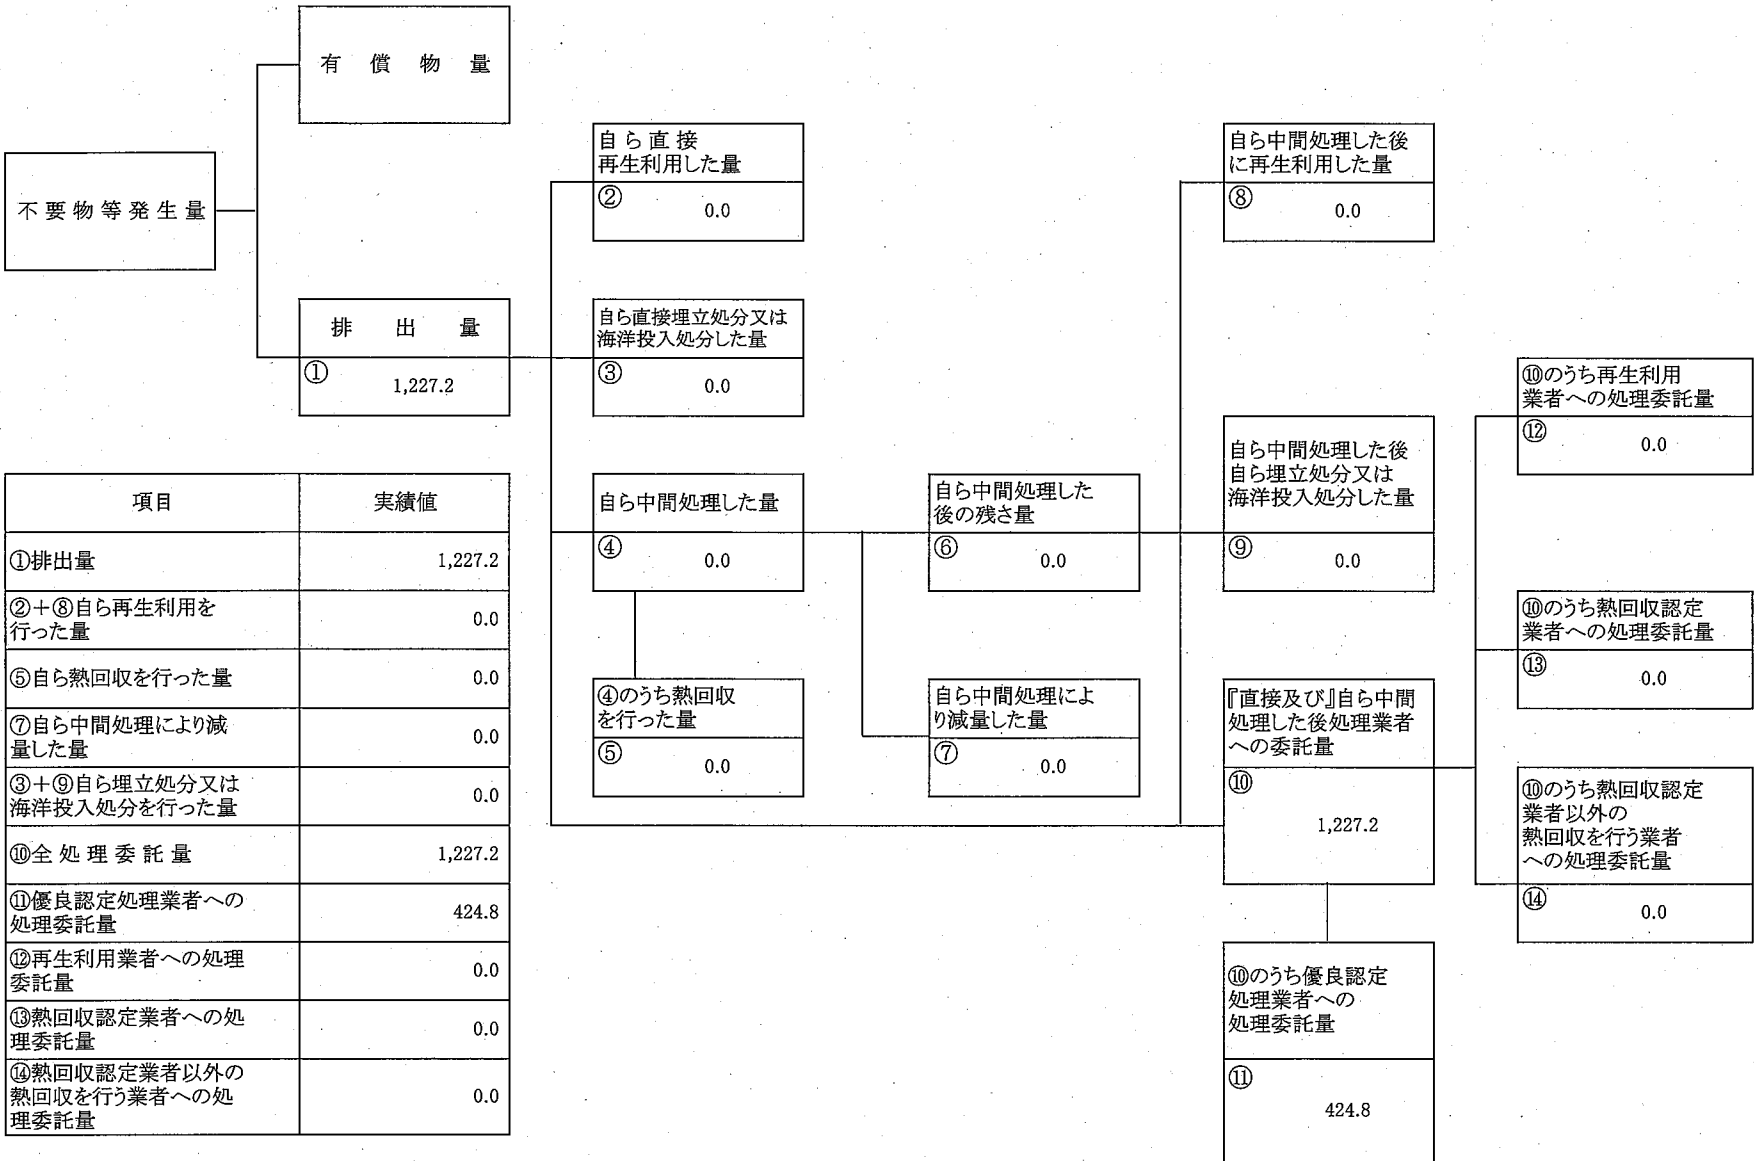 有償物量
不要物等発生量
排出量
①
1,227.2
自ら直接
再生利用した量
②
0.0
自ら直接埋立処分又は
海洋投入処分した量
③
0.0
自ら中間処理した量
④
0.0
④のうち熱回収
を行った量
⑤
0.0
自ら中間処理した
後の残さ量
⑥
0.0
自ら中間処理によ
り減量した量
⑦
0.0
自ら中間処理した後
に再生利用した量
⑧
0.0
自ら中間処理した後
自ら埋立処分又は
海洋投入処分した量
⑨
0.0
『直接及び』自ら中間
処理した後処理業者
への委託量
⑩
1,227.2
⑩のうち優良認定
処理業者への
処理委託量
⑪
424.8
⑩のうち再生利用
業者への処理委託量
⑫
0.0
⑩のうち熱回収認定
業者への処理委託量
⑬
0.0
⑩のうち熱回収認定
業者以外の
熱回収を行う業者
への処理委託量
⑭
0.0
項目 実績値
①排出量 1,227.2
②+⑧自ら再生利用を
行った量 0.0
⑤自ら熱回収を行った量 0.0
⑦自ら中間処理により減
量した量 0.0
③+⑨自ら埋立処分又は
海洋投入処分を行った量 0.0
⑩全処理委託量 1,227.2
⑪優良認定処理業者への
処理委託量 424.8
⑫再生利用業者への処理
委託量 0.0
⑬熱回収認定業者への処
理委託量 0.0
⑭熱回収認定業者以外の
熱回収を行う業者への処
理委託量 0.0